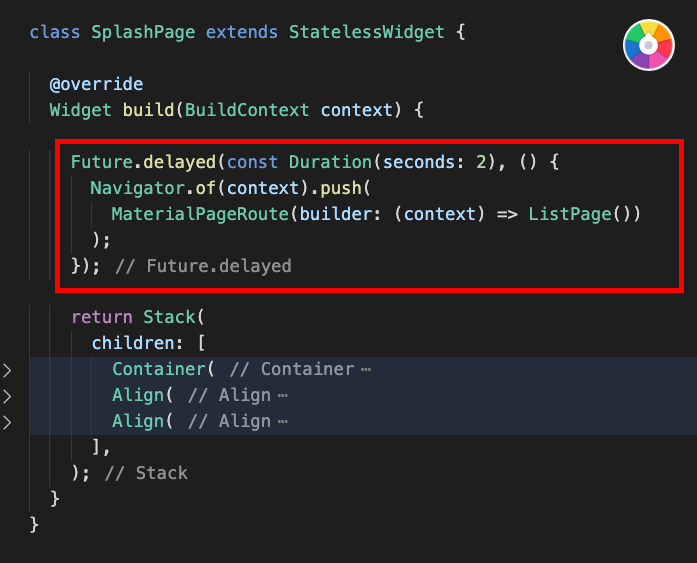 class SplashPage extends StatelessWidget {
@override
Widget build(BuildContext context) {
Future.delayed(const Duration(seconds: 2), () {
Navigator.of(context).push(
MaterialPageRoute(builder: (context) => ListPage())
);
}); // Future.delayed
return Stack(
children: [
Container( // Container ⋯
Align( // Align ⋯
Align( // Align ⋯
],
); // Stack
}
}